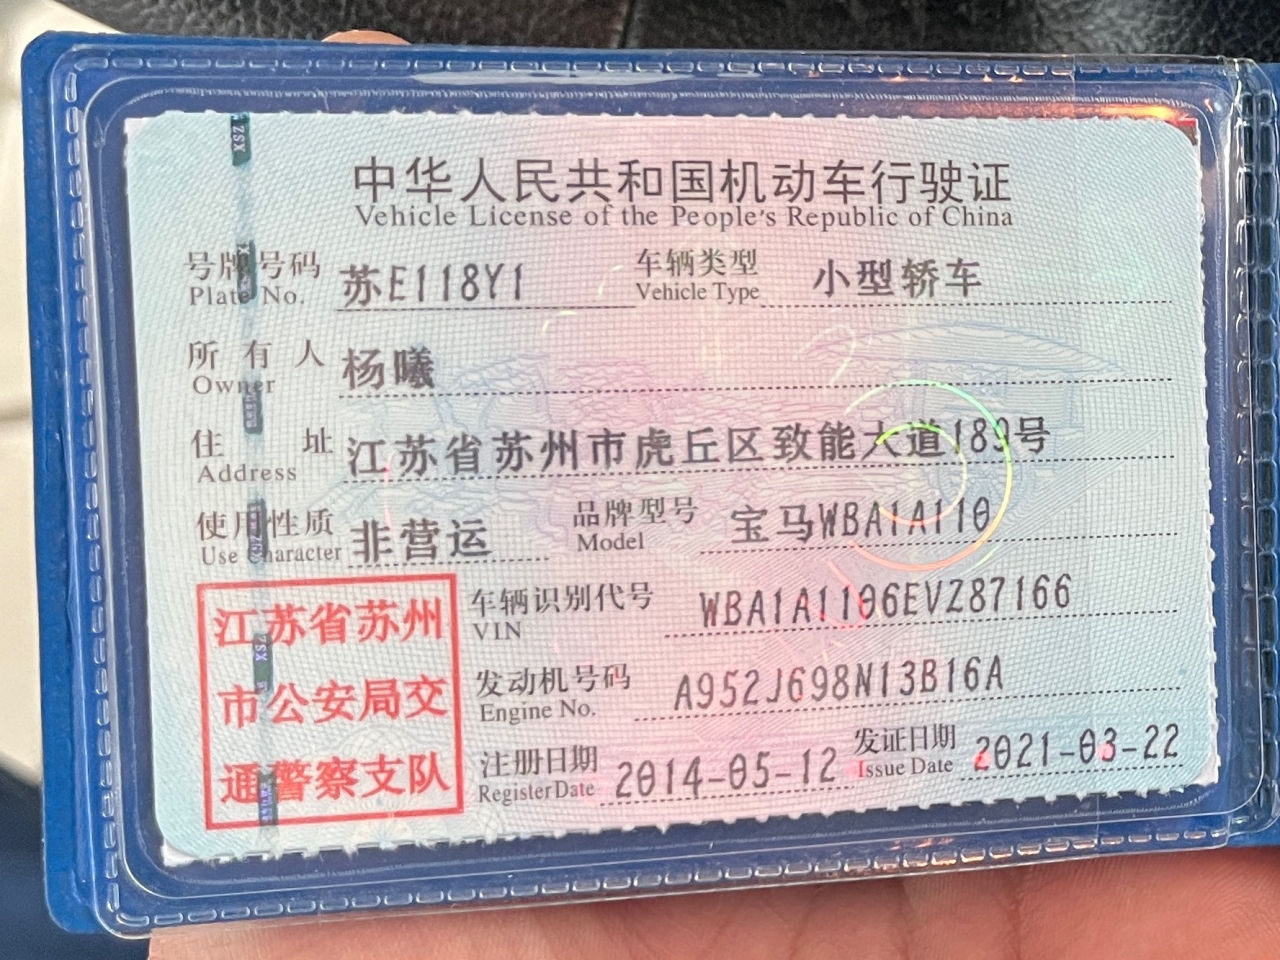 中华人民共和国机动车行驶证
Vehicle License of the People's Republic of China
号牌号码 苏E118Y1 车辆类型 小型轿车
Plate No. Vehicle Type
所有人 杨曦
Owner
住址 江苏省苏州市虎丘区致能大道189号
Address
使用性质 非营运 品牌型号 宝马WBA1A110
Use Character Model
江苏省苏州
市公安局交
通警察支队
车辆识别代号 WBA1A1106EVZ87166
VIN
发动机号码 A952J698N13B16A
Engine No.
注册日期 2014-05-12 发证日期 2021-03-22
Register Date Issue Date